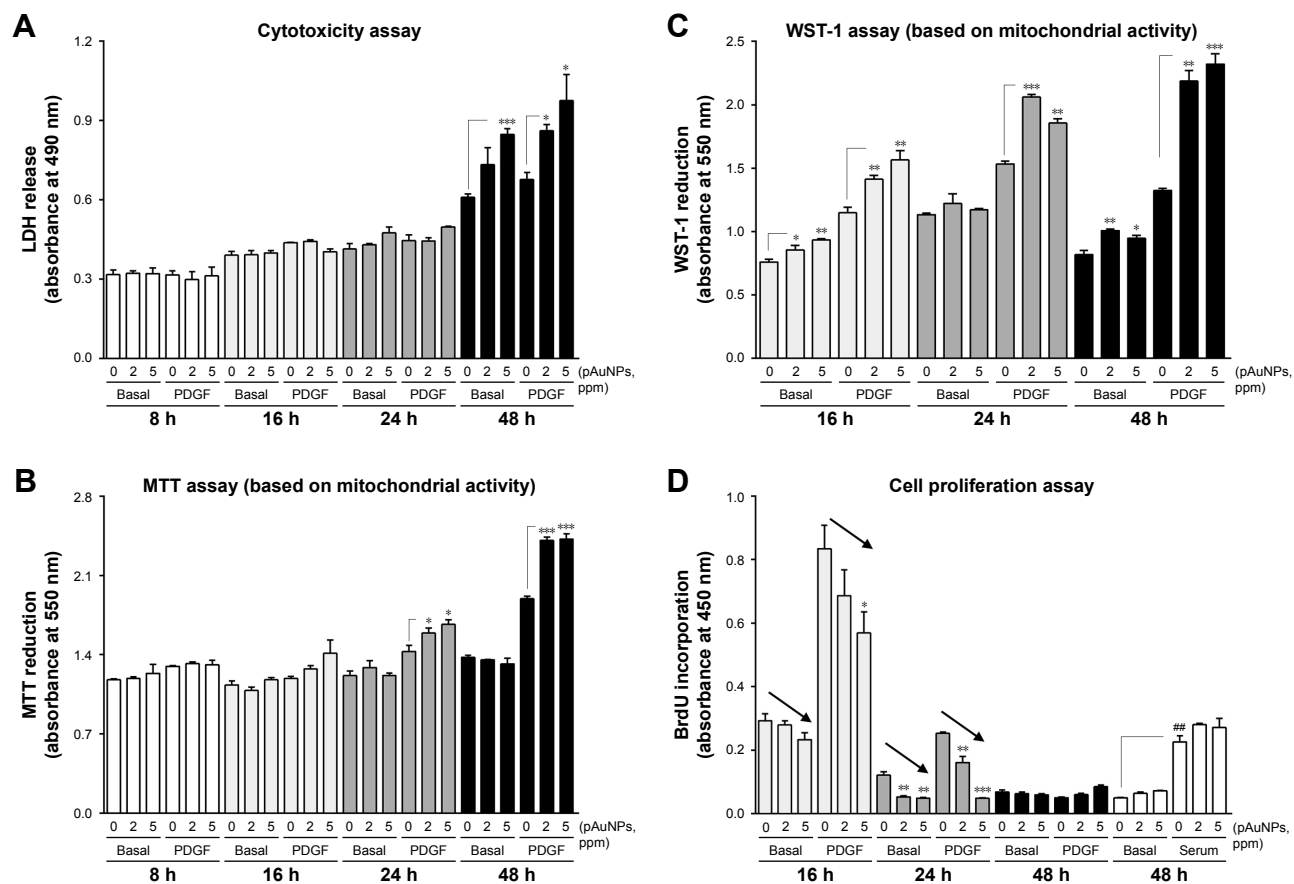 A
Cytotoxicity assay
LDH release
(absorbance at 490 nm)
1.2
0.9
0.6
0.3
0.0
*** * *
0 2 5 0 2 5 0 2 5 0 2 5 0 2 5 0 2 5 0 2 5 0 2 5 (pAuNPs,
ppm)
Basal PDGF Basal PDGF Basal PDGF Basal PDGF
8 h 16 h 24 h 48 h
B
MTT assay (based on mitochondrial activity)
MTT reduction
(absorbance at 550 nm)
2.8
2.1
1.4
0.7
0.0
* * *** ***
0 2 5 0 2 5 0 2 5 0 2 5 0 2 5 0 2 5 0 2 5 0 2 5 (pAuNPs,
ppm)
Basal PDGF Basal PDGF Basal PDGF Basal PDGF
8 h 16 h 24 h 48 h
C
WST-1 assay (based on mitochondrial activity)
WST-1 reduction
(absorbance at 550 nm)
2.5
2.0
1.5
1.0
0.5
0.0
* ** ** ** *** ** ** * ** ***
0 2 5 0 2 5 0 2 5 0 2 5 0 2 5 0 2 5 (pAuNPs,
ppm)
Basal PDGF Basal PDGF Basal PDGF
16 h 24 h 48 h
D
Cell proliferation assay
BrdU incorporation
(absorbance at 450 nm)
1.0
0.8
0.6
0.4
0.2
0.0
* ** ** ** *** ##
0 2 5 0 2 5 0 2 5 0 2 5 0 2 5 0 2 5 0 2 5 0 2 5 (pAuNPs,
ppm)
Basal PDGF Basal PDGF Basal PDGF Basal Serum
16 h 24 h 48 h 48 h